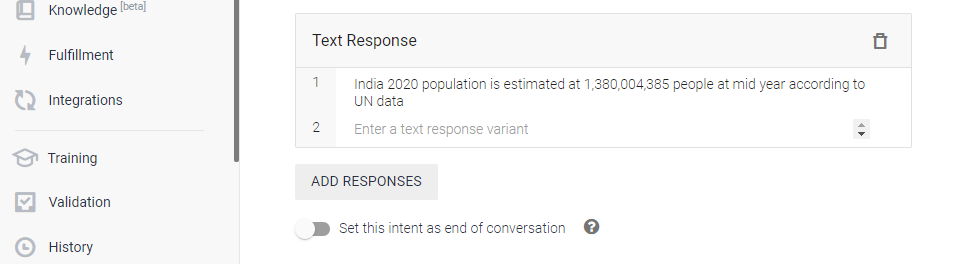 Knowledge [beta]
Fulfillment
Integrations
Training
Validation
History
Text Response
1 India 2020 population is estimated at 1,380,004,385 people at mid year according to
UN data
2 Enter a text response variant
ADD RESPONSES
Set this intent as end of conversation ?